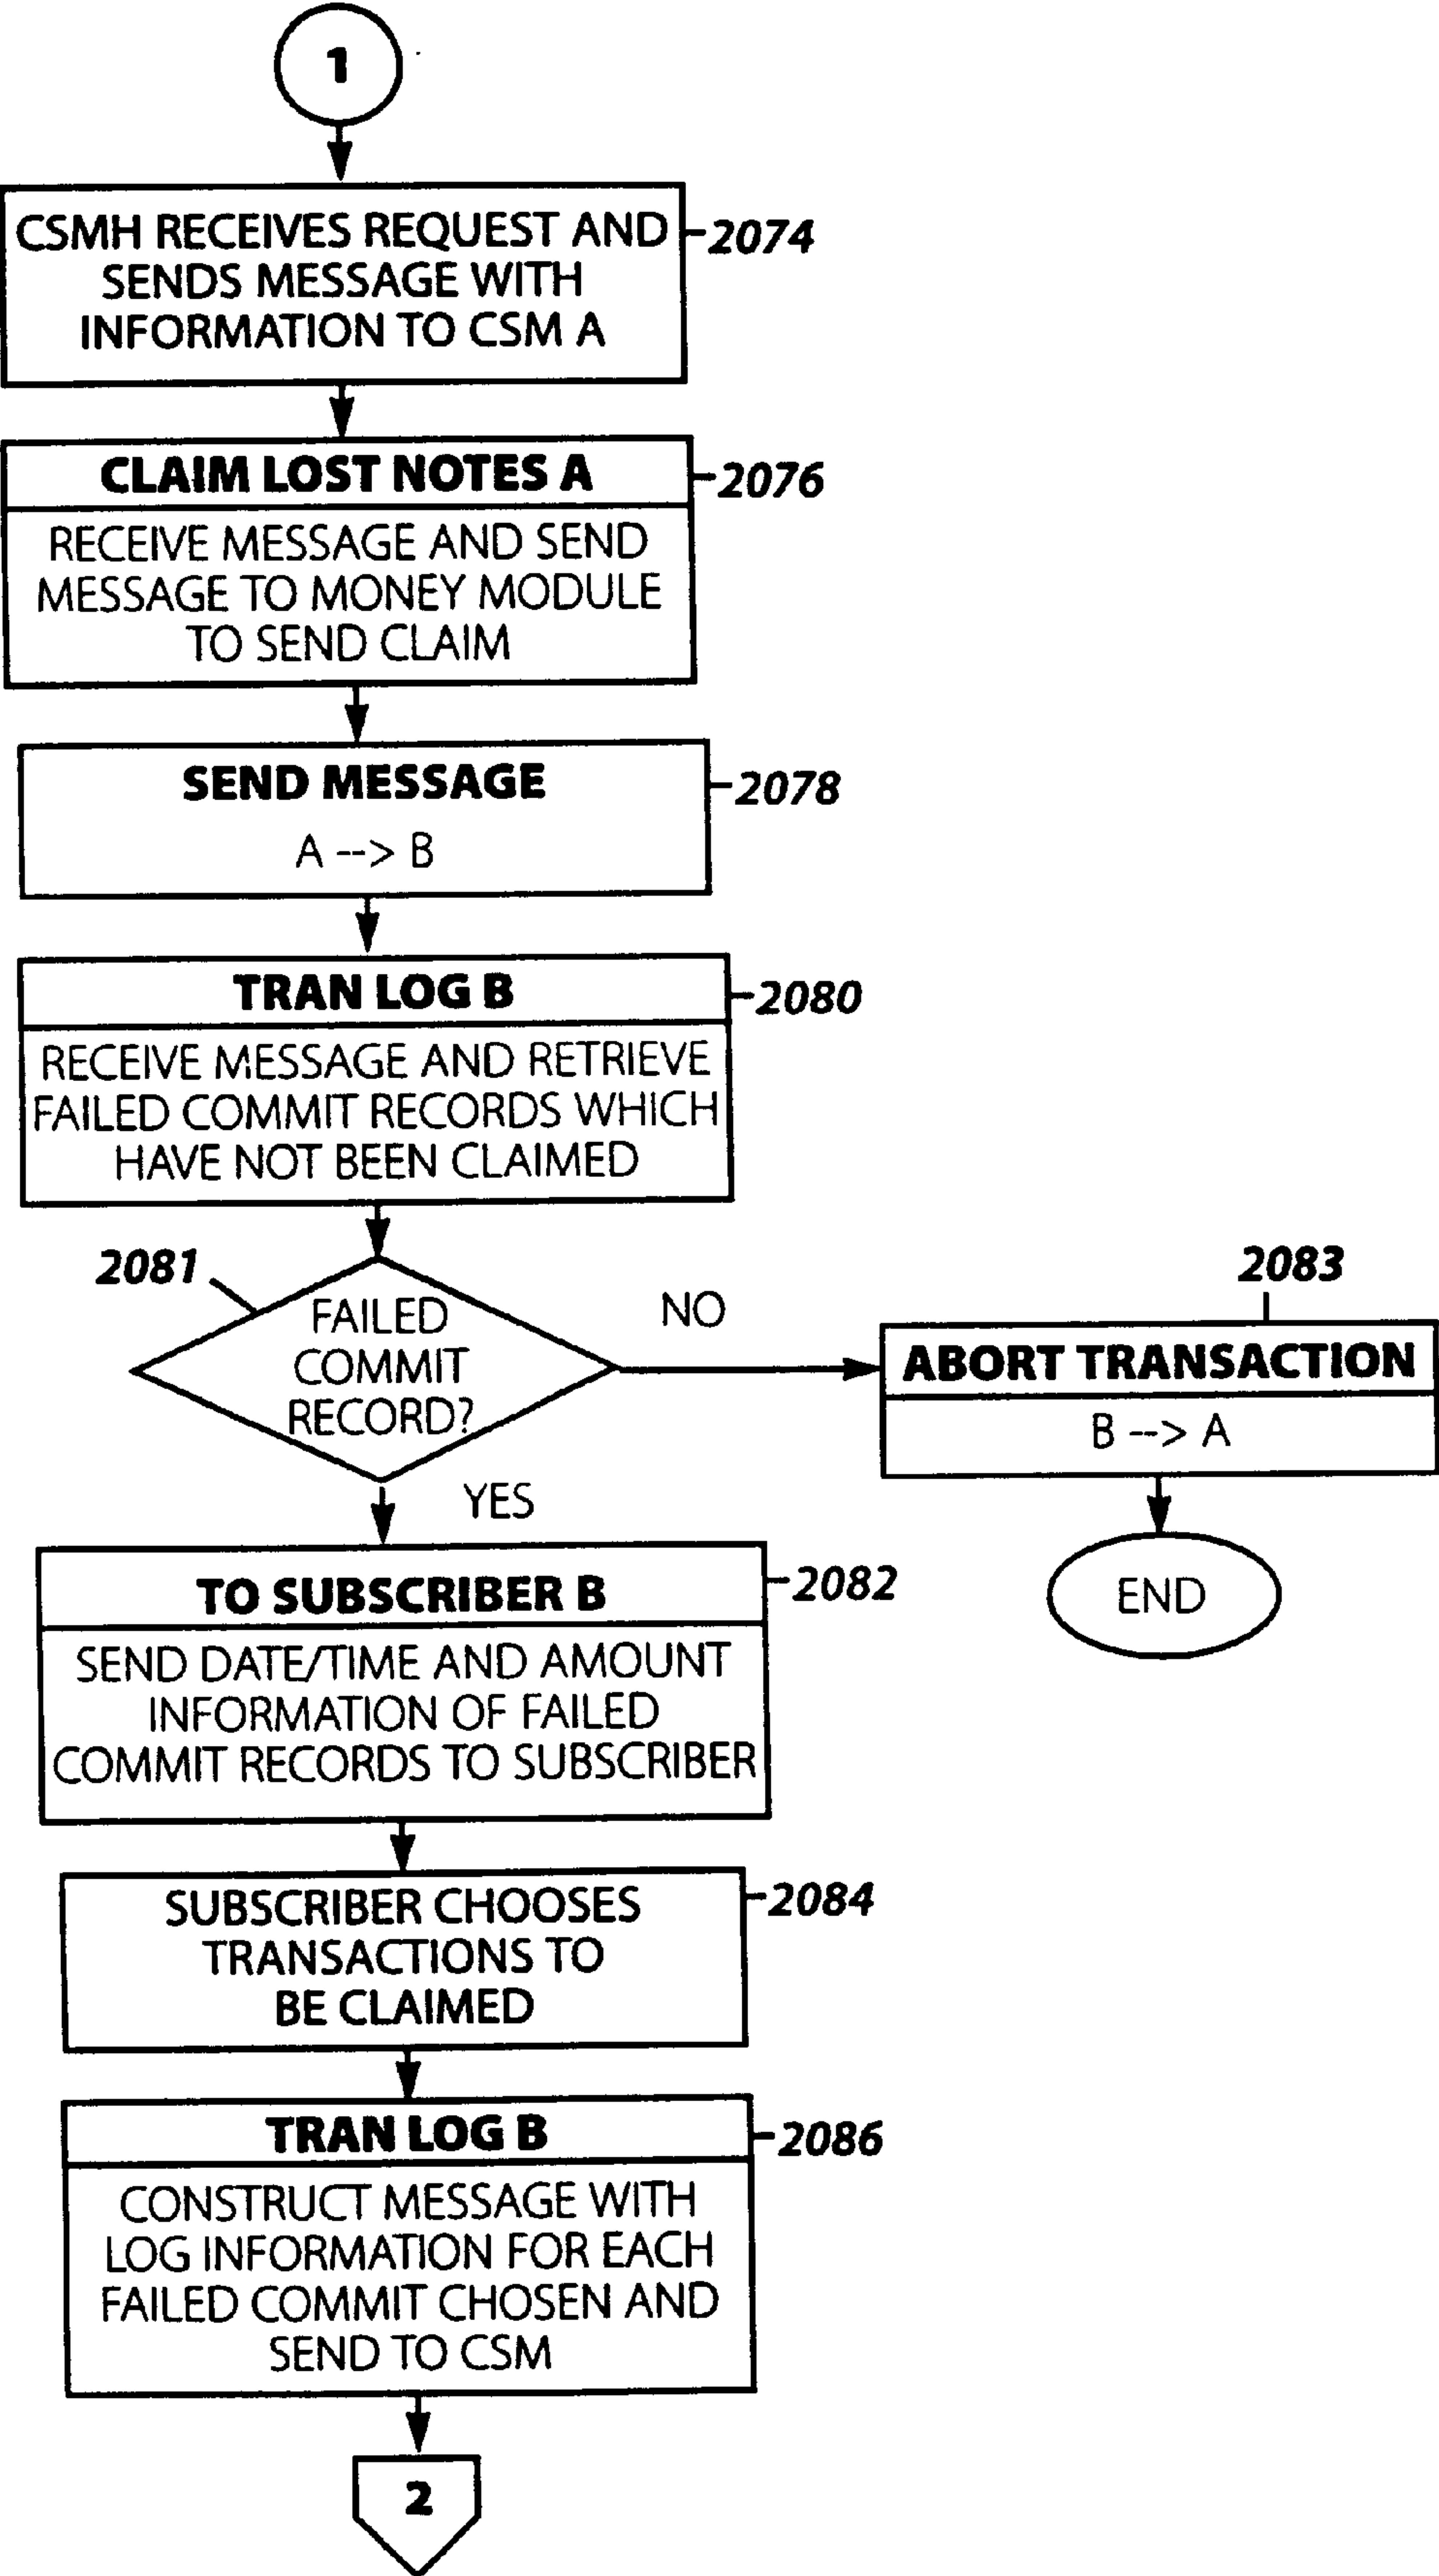 1
CSMH RECEIVES REQUEST AND
SENDS MESSAGE WITH
INFORMATION TO CSM A
2074
CLAIM LOST NOTES A
2076
RECEIVE MESSAGE AND SEND
MESSAGE TO MONEY MODULE
TO SEND CLAIM
SEND MESSAGE
2078
A --> B
TRAN LOG B
2080
RECEIVE MESSAGE AND RETRIEVE
FAILED COMMIT RECORDS WHICH
HAVE NOT BEEN CLAIMED
2081
FAILED
COMMIT
RECORD?
NO
2083
ABORT TRANSACTION
B --> A
END
YES
TO SUBSCRIBER B
2082
SEND DATE/TIME AND AMOUNT
INFORMATION OF FAILED
COMMIT RECORDS TO SUBSCRIBER
SUBSCRIBER CHOOSES
TRANSACTIONS TO
BE CLAIMED
2084
TRAN LOG B
2086
CONSTRUCT MESSAGE WITH
LOG INFORMATION FOR EACH
FAILED COMMIT CHOSEN AND
SEND TO CSM
2